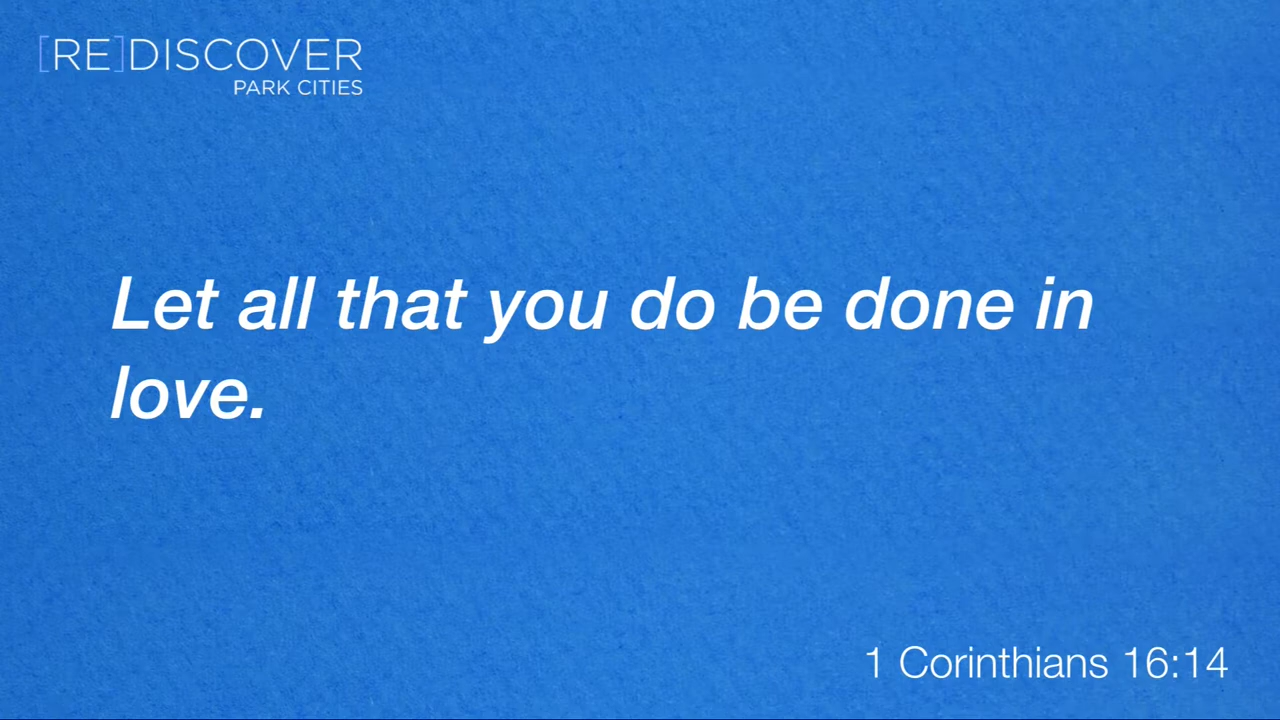 [RE]DISCOVER
PARK CITIES
Let all that you do be done in
love.
1 Corinthians 16:14